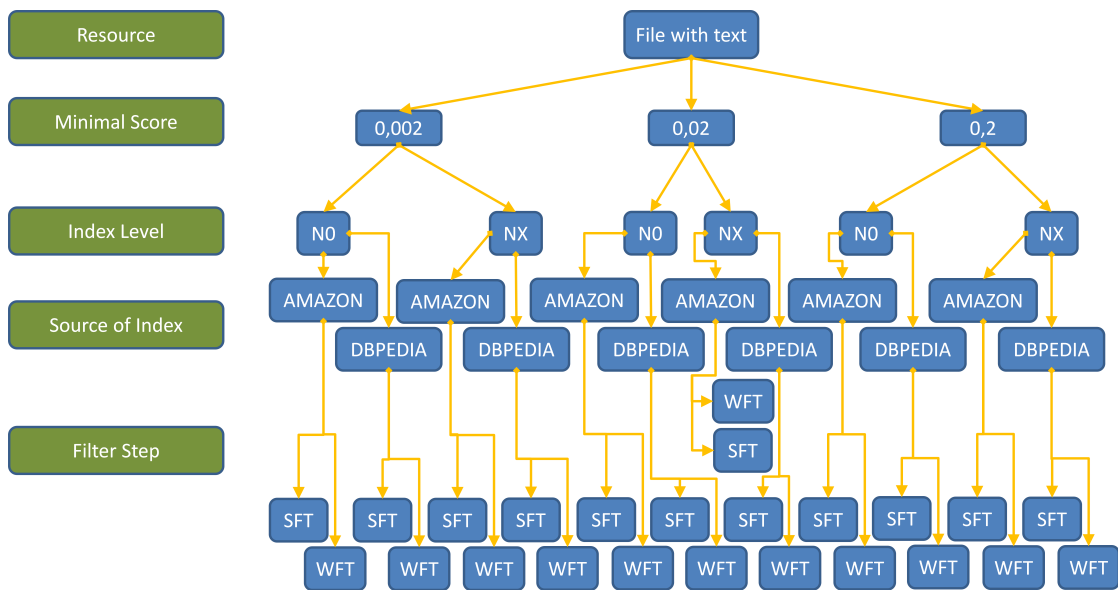 Resource
File with text
Minimal Score
0,002
0,02
0,2
Index Level
N0
NX
N0
NX
N0
NX
Source of Index
AMAZON
AMAZON
AMAZON
AMAZON
AMAZON
AMAZON
DBPEDIA
DBPEDIA
DBPEDIA
DBPEDIA
DBPEDIA
DBPEDIA
Filter Step
WFT
SFT
SFT
SFT
SFT
SFT
SFT
SFT
SFT
SFT
SFT
SFT
SFT
WFT
WFT
WFT
WFT
WFT
WFT
WFT
WFT
WFT
WFT
WFT